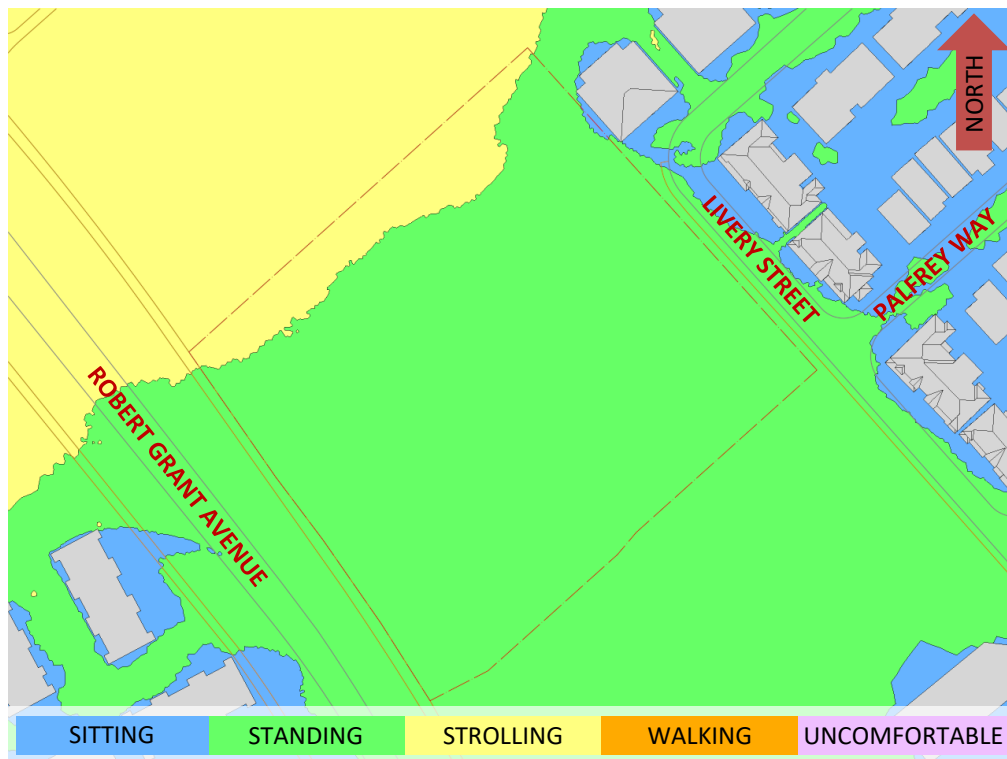 NORTH
LIVERY STREET
PALFREY WAY
ROBERT GRANT AVENUE
SITTING STANDING STROLLING WALKING UNCOMFORTABLE